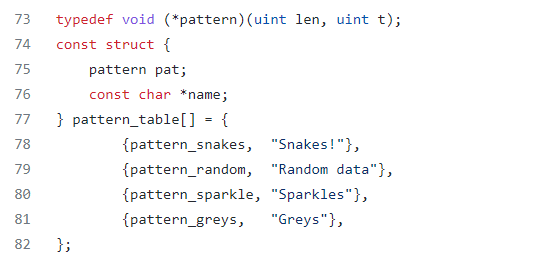 73 typedef void (*pattern)(uint len, uint t);
74 const struct {
75     pattern pat;
76     const char *name;
77 } pattern_table[] = {
78         {pattern_snakes,  "Snakes!"},
79         {pattern_random,  "Random data"},
80         {pattern_sparkle, "Sparkles"},
81         {pattern_greys,   "Greys"},
82 };